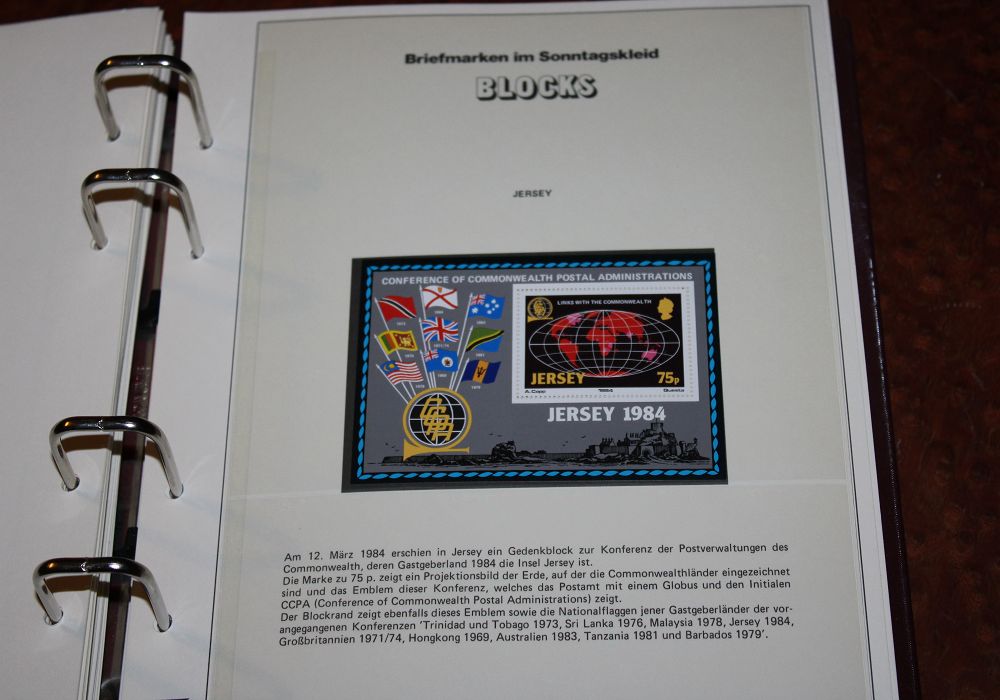 Briefmarken im Sonntagskleid
BLOCKS
JERSEY
CONFERENCE OF COMMONWEALTH POSTAL ADMINISTRATIONS
LINKS WITH THE COMMONWEALTH
JERSEY 75p
A. Copp 1984 Questa
JERSEY 1984
Am 12. März 1984 erschien in Jersey ein Gedenkblock zur Konferenz der Postverwaltungen des
Commonwealth, deren Gastgeberland 1984 die Insel Jersey ist.
Die Marke zu 75 p. zeigt ein Projektionsbild der Erde, auf der die Commonwealthländer eingezeichnet
sind und das Emblem dieser Konferenz, welches das Postamt mit einem Globus und den Initialen
CCPA (Conference of Commonwealth Postal Administrations) zeigt.
Der Blockrand zeigt ebenfalls dieses Emblem sowie die Nationalflaggen jener Gastgeberländer der vor-
angegangenen Konferenzen 'Trinidad und Tobago 1973, Sri Lanka 1976, Malaysia 1978, Jersey 1984,
Großbritannien 1971/74, Hongkong 1969, Australien 1983, Tanzania 1981 und Barbados 1979'.